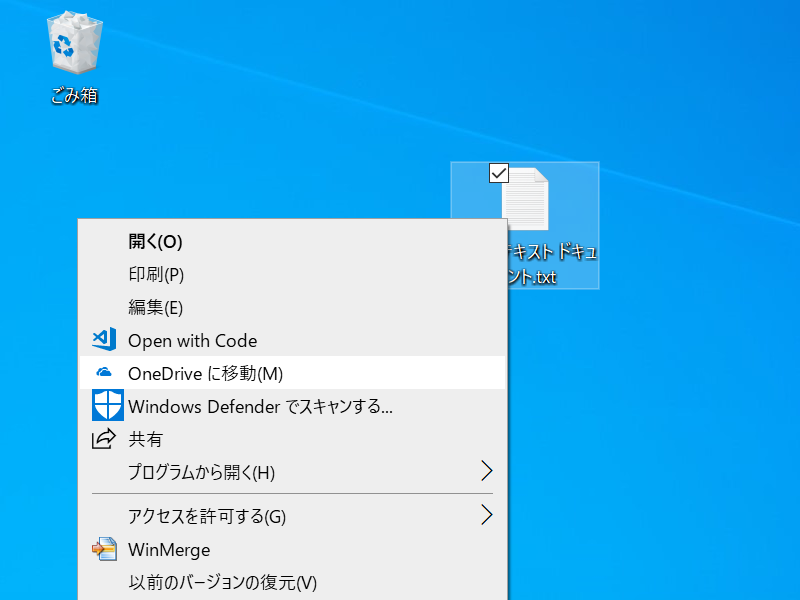 ごみ箱
テキスト ドキュ
ント.txt
開く(O)
印刷(P)
編集(E)
Open with Code
OneDrive に移動(M)
Windows Defender でスキャンする...
共有
プログラムから開く(H)
アクセスを許可する(G)
WinMerge
以前のバージョンの復元(V)